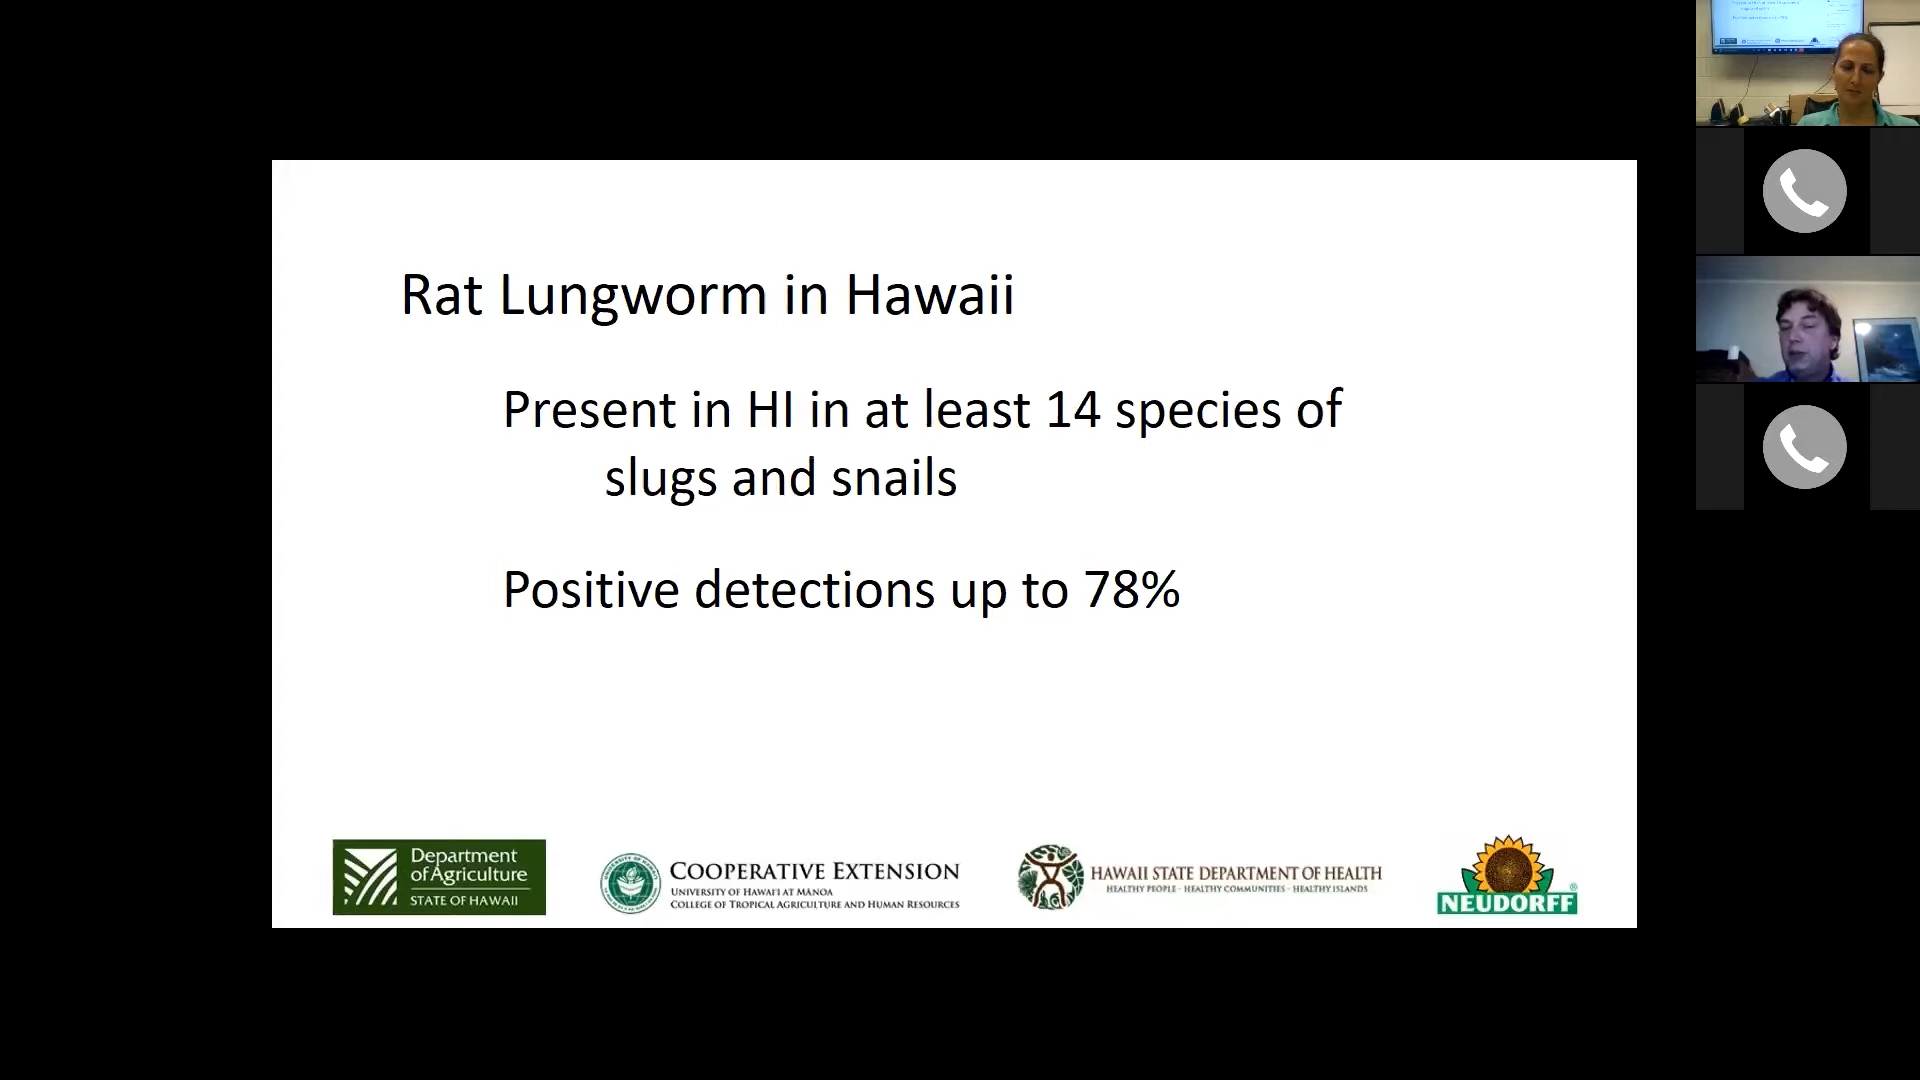 Rat Lungworm in Hawaii
Present in HI in at least 14 species of
slugs and snails
Positive detections up to 78%
Department
of Agriculture
STATE OF HAWAII
COOPERATIVE EXTENSION
UNIVERSITY OF HAWAI'I AT MĀNOA
COLLEGE OF TROPICAL AGRICULTURE AND HUMAN RESOURCES
HAWAII STATE DEPARTMENT OF HEALTH
HEALTHY PEOPLE - HEALTHY COMMUNITIES - HEALTHY ISLANDS
NEUDORFF®